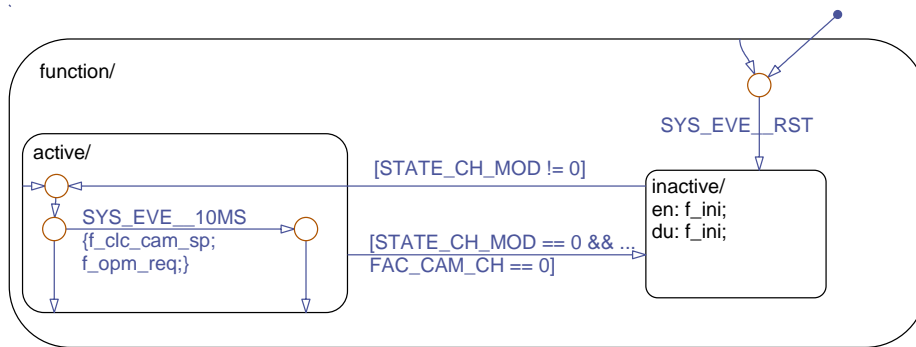 function/
SYS_EVE__RST
active/
[STATE_CH_MOD != 0]
inactive/
en: f_ini;
du: f_ini;
SYS_EVE__10MS
{f_clc_cam_sp;
f_opm_req;}
[STATE_CH_MOD == 0 && ...
FAC_CAM_CH == 0]